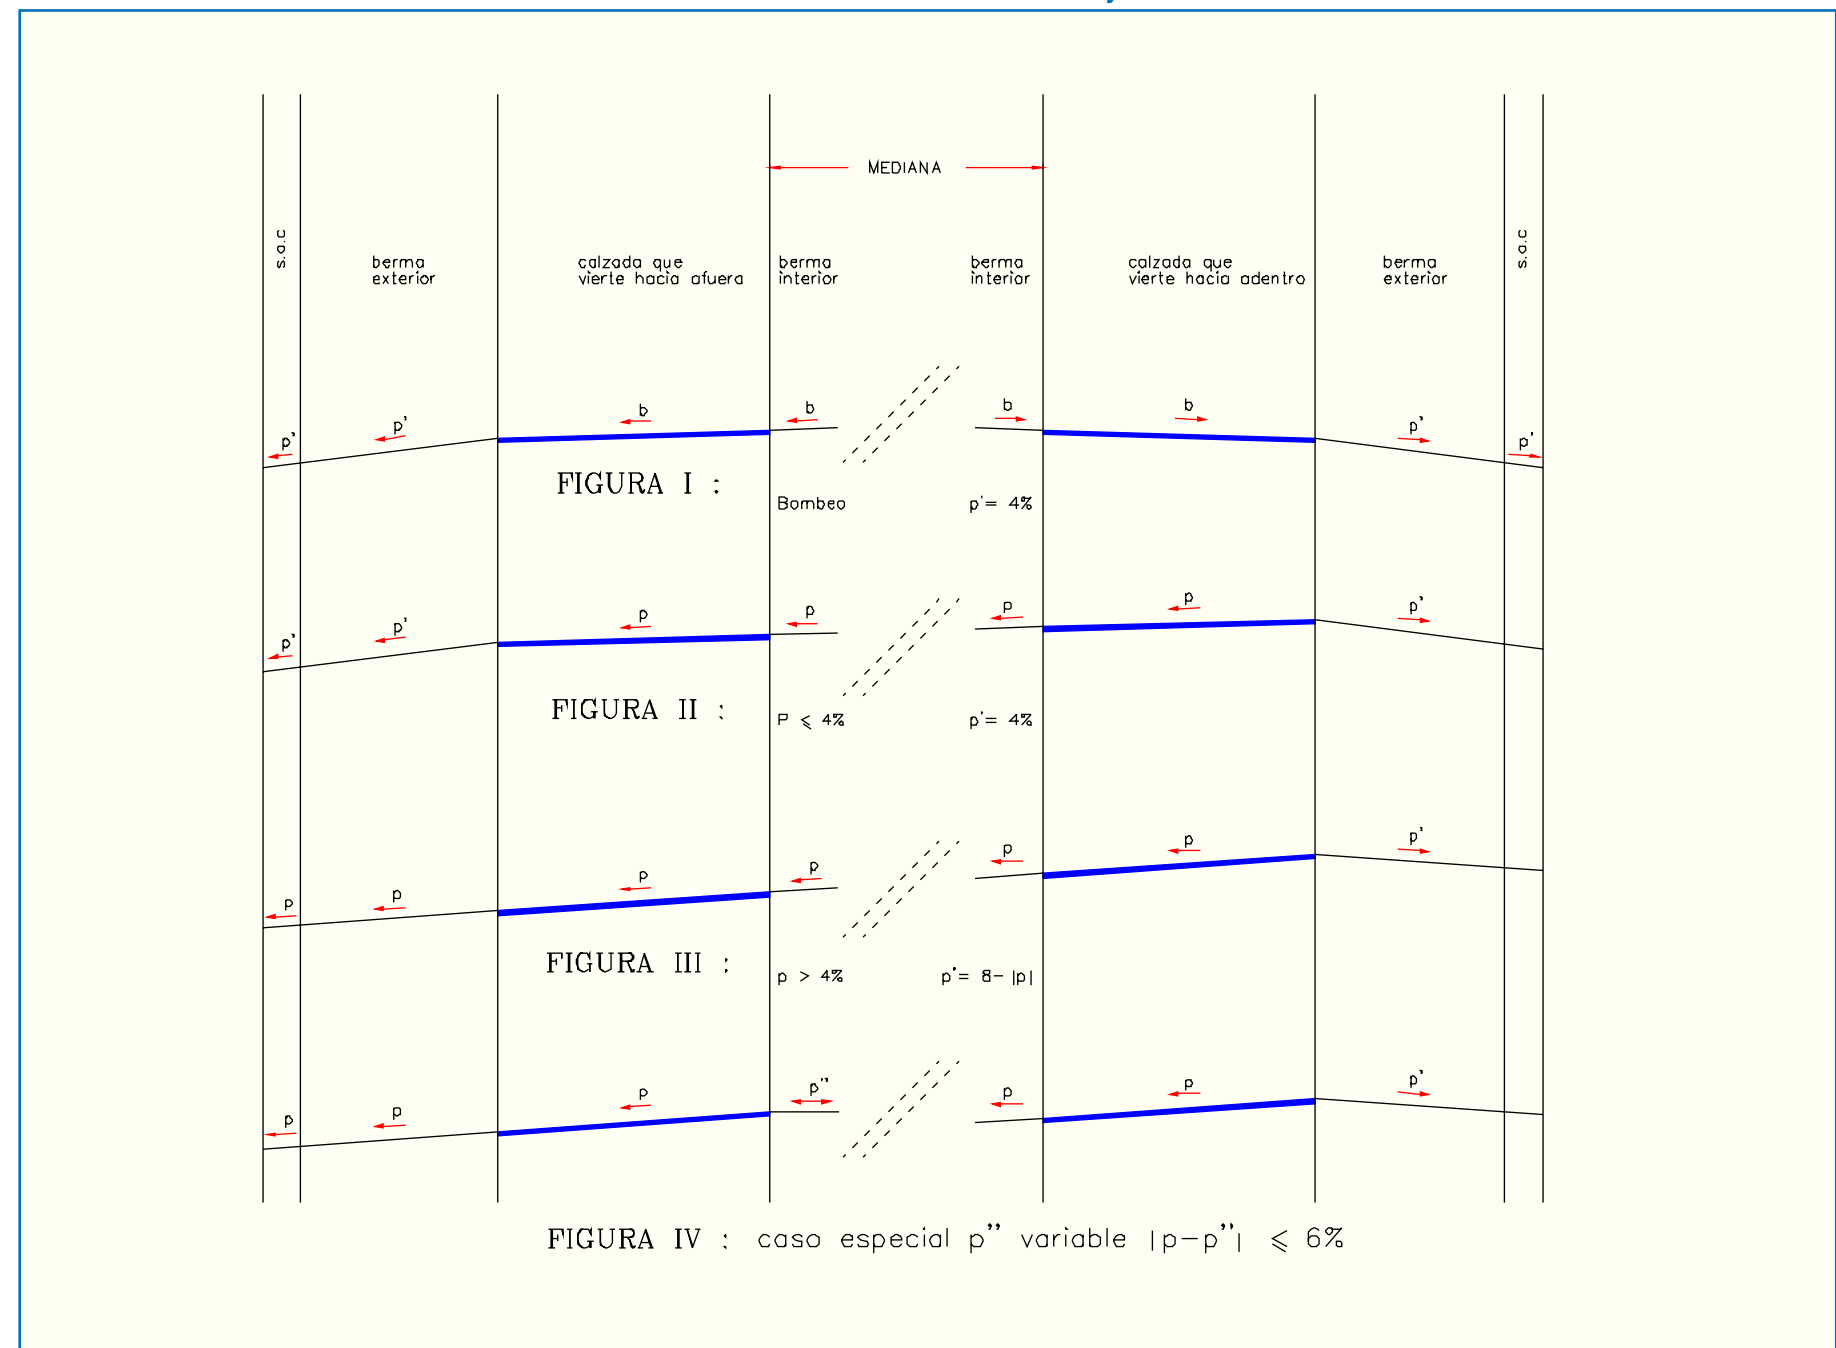 MEDIANA
s.a.c
berma
exterior
calzada que
vierte hacia afuera
berma
interior
berma
interior
calzada que
vierte hacia adentro
berma
exterior
s.a.c
p'
p'
b
b
b
b
p'
p'
FIGURA I :
Bombeo
p'= 4%
p'
p'
p
p
p
p
p'
FIGURA II :
P ⩽ 4%
p'= 4%
p
p
p
p
p
p
p'
FIGURA III :
p > 4%
p'= 8-|p|
p
p
p
p''
p
p
p'
FIGURA IV : caso especial p'' variable |p-p''| ⩽ 6%